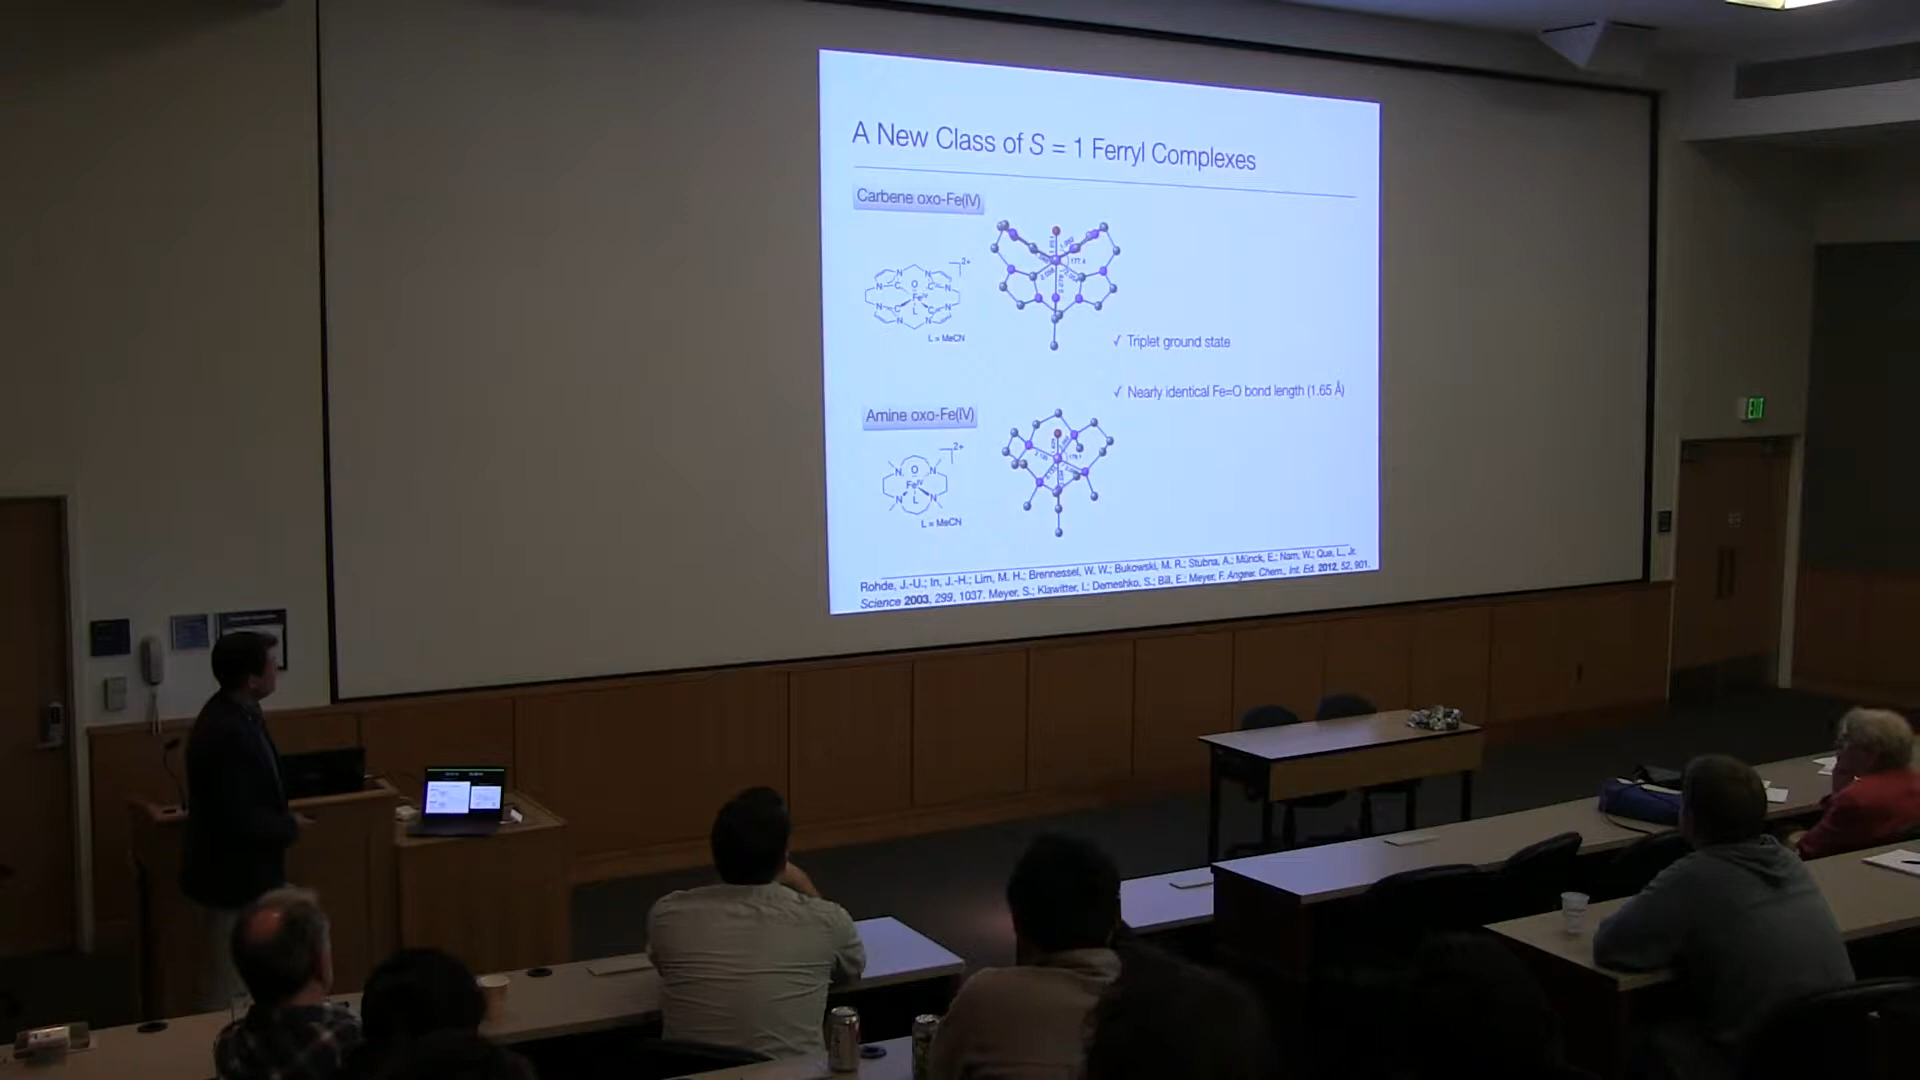 A New Class of S = 1 Ferryl Complexes
Carbene oxo-Fe(IV)
2+
L = MeCN
✓ Triplet ground state
✓ Nearly identical Fe=O bond length (1.65 Å)
Amine oxo-Fe(IV)
2+
L = MeCN
Rohde, J.-U.; In, J.-H.; Lim, M. H.; Brennessel, W. W.; Bukowski, M. R.; Stubna, A.; Münck, E.; Nam, W.; Que, L., Jr.
Science 2003, 299, 1037. Meyer, S.; Klawitter, I.; Demeshko, S.; Bill, E.; Meyer, F. Angew. Chem., Int. Ed. 2012, 52, 901.
EXIT